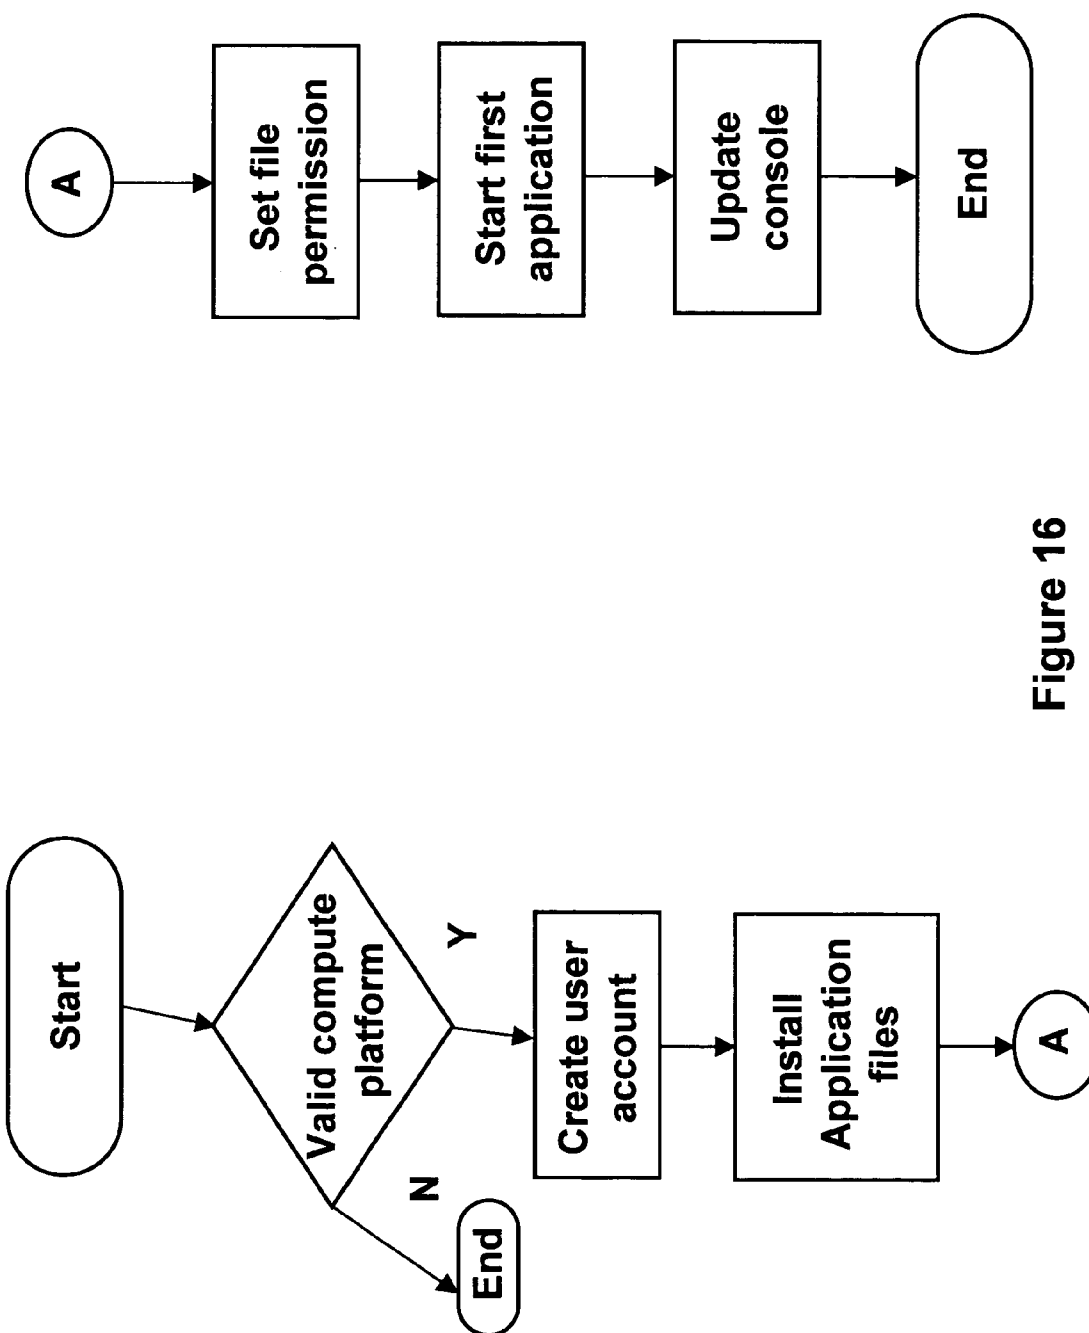 Start
Valid compute
platform
N
Y
End
Create user
account
Install
Application
files
A
A
Set file
permission
Start first
application
Update
console
End
Figure 16